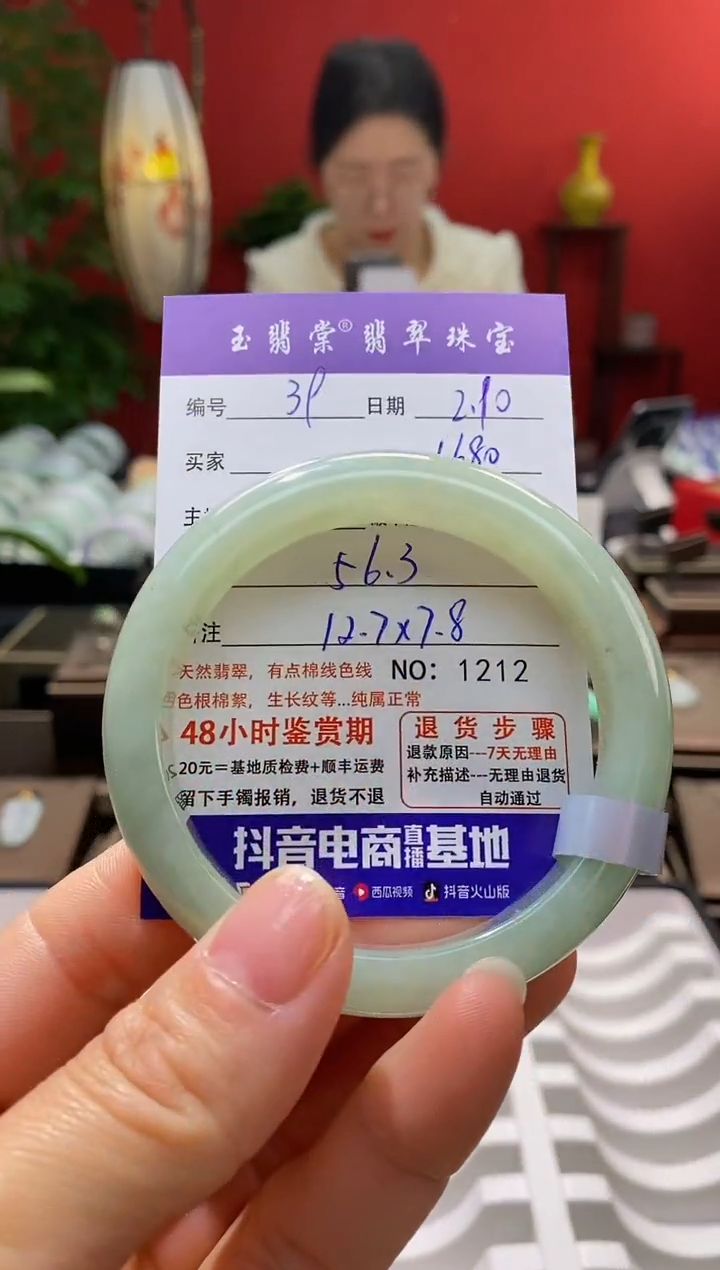 玉翡棠®翡翠珠宝
编号 39 日期 2.10
买家 1680
主
56.3
注 12.7x7.8
天然翡翠，有点棉线色线 NO: 1212
色根棉絮，生长纹等...纯属正常
48小时鉴赏期
20元＝基地质检费+顺丰运费
留下手镯报销，退货不退
退货步骤
退款原因---7天无理由
补充描述---无理由退货
自动通过
抖音电商直播基地
音 西瓜视频 抖音火山版